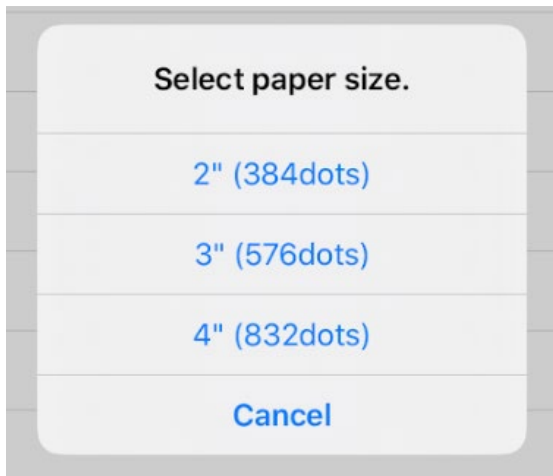 Select paper size.
2" (384dots)
3" (576dots)
4" (832dots)
Cancel